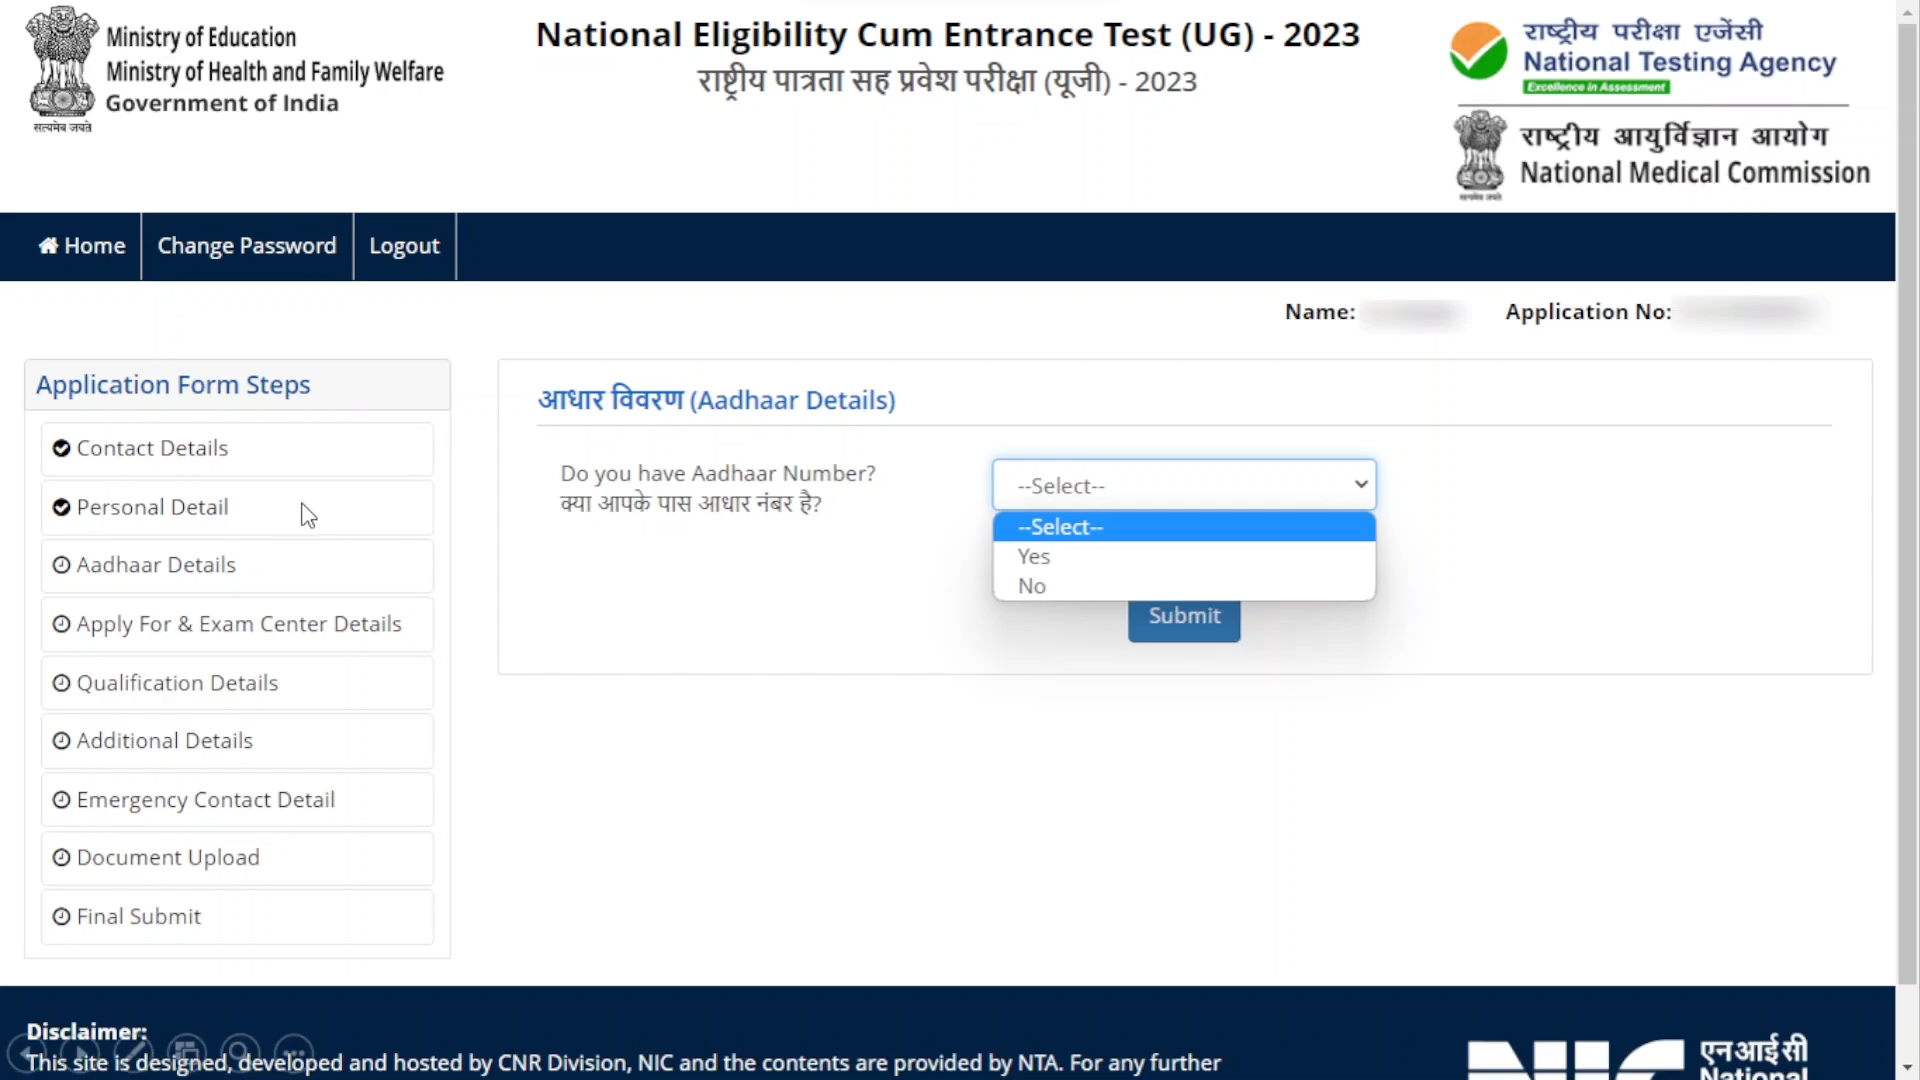 Ministry of Education
Ministry of Health and Family Welfare
Government of India
सत्यमेव जयते
National Eligibility Cum Entrance Test (UG) - 2023
राष्ट्रीय पात्रता सह प्रवेश परीक्षा (यूजी) - 2023
राष्ट्रीय परीक्षा एजेंसी
National Testing Agency
Excellence in Assessment
राष्ट्रीय आयुर्विज्ञान आयोग
National Medical Commission
Home Change Password Logout
Name: Application No:
Application Form Steps
Contact Details
Personal Detail
Aadhaar Details
Apply For & Exam Center Details
Qualification Details
Additional Details
Emergency Contact Detail
Document Upload
Final Submit
आधार विवरण (Aadhaar Details)
Do you have Aadhaar Number?
क्या आपके पास आधार नंबर है?
--Select--
--Select--
Yes
No
Submit
Disclaimer:
This site is designed, developed and hosted by CNR Division, NIC and the contents are provided by NTA. For any further
NIC
एनआईसी
National